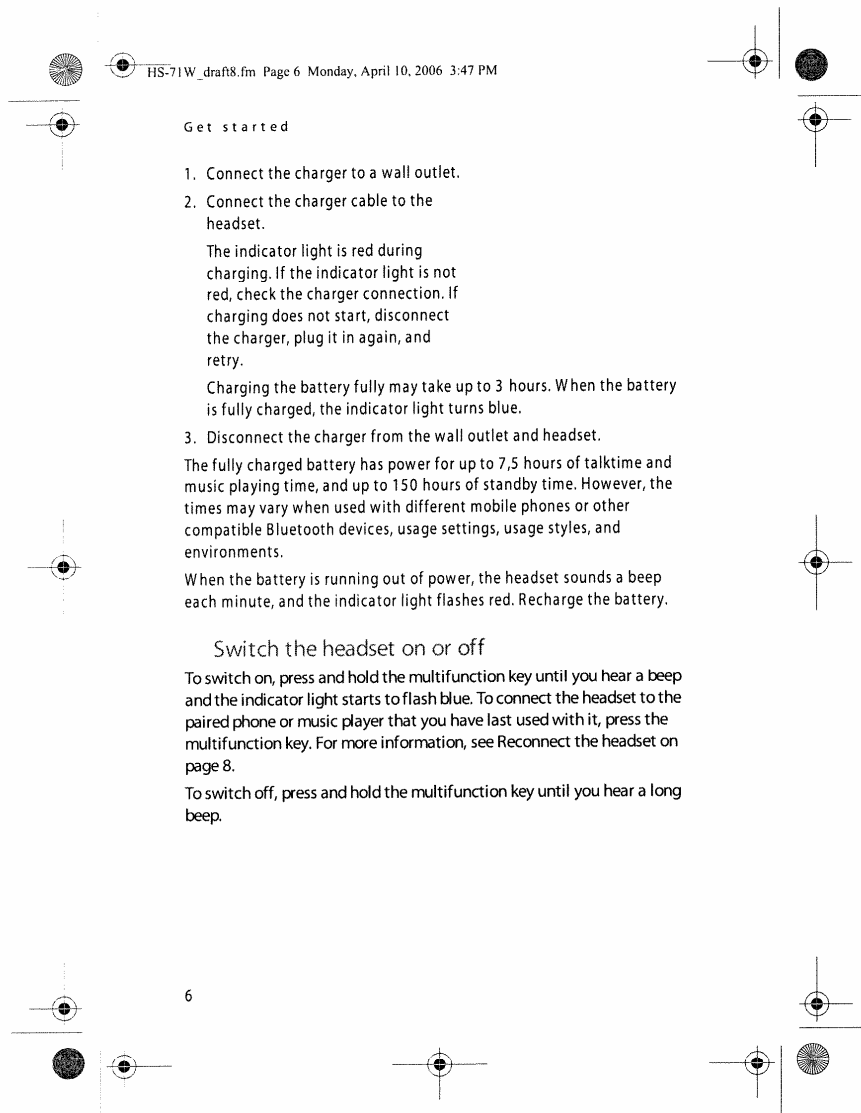 HS-71W_draft8.fm Page 6 Monday, April 10, 2006 3:47 PM
Get started
1. Connect the charger to a wall outlet.
2. Connect the charger cable to the
headset.
The indicator light is red during
charging. If the indicator light is not
red, check the charger connection. If
charging does not start, disconnect
the charger, plug it in again, and
retry.
Charging the battery fully may take up to 3 hours. When the battery
is fully charged, the indicator light turns blue.
3. Disconnect the charger from the wall outlet and headset.
The fully charged battery has power for up to 7,5 hours of talktime and
music playing time, and up to 150 hours of standby time. However, the
times may vary when used with different mobile phones or other
compatible Bluetooth devices, usage settings, usage styles, and
environments.
When the battery is running out of power, the headset sounds a beep
each minute, and the indicator light flashes red. Recharge the battery.
Switch the headset on or off
To switch on, press and hold the multifunction key until you hear a beep
and the indicator light starts to flash blue. To connect the headset to the
paired phone or music player that you have last used with it, press the
multifunction key. For more information, see Reconnect the headset on
page 8.
To switch off, press and hold the multifunction key until you hear a long
beep.
6